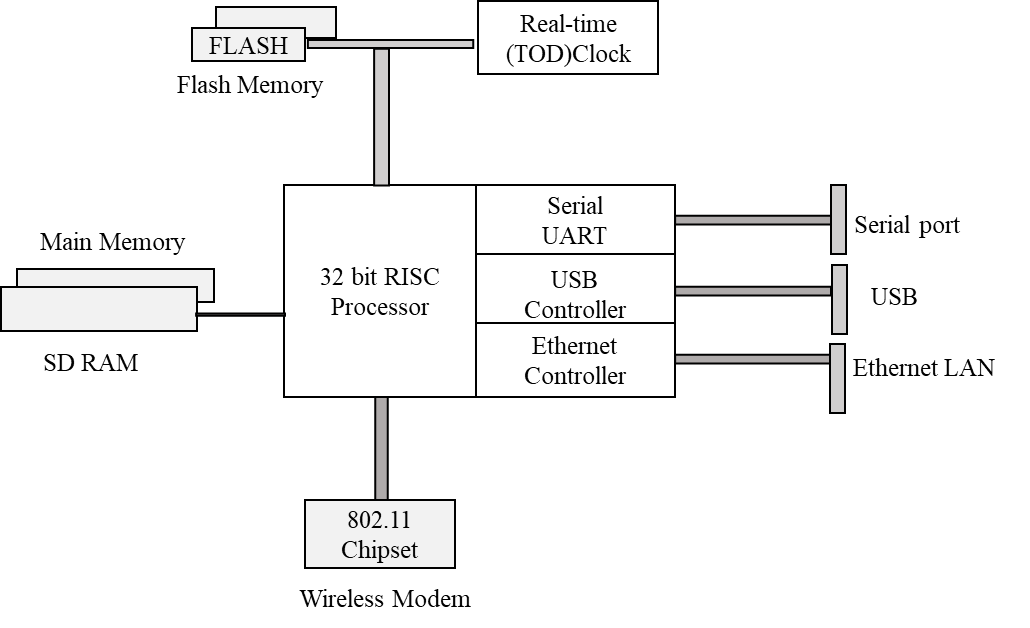 FLASH
Flash Memory
Real-time
(TOD)Clock
Main Memory
SD RAM
32 bit RISC
Processor
Serial
UART
USB
Controller
Ethernet
Controller
Serial port
USB
Ethernet LAN
802.11
Chipset
Wireless Modem